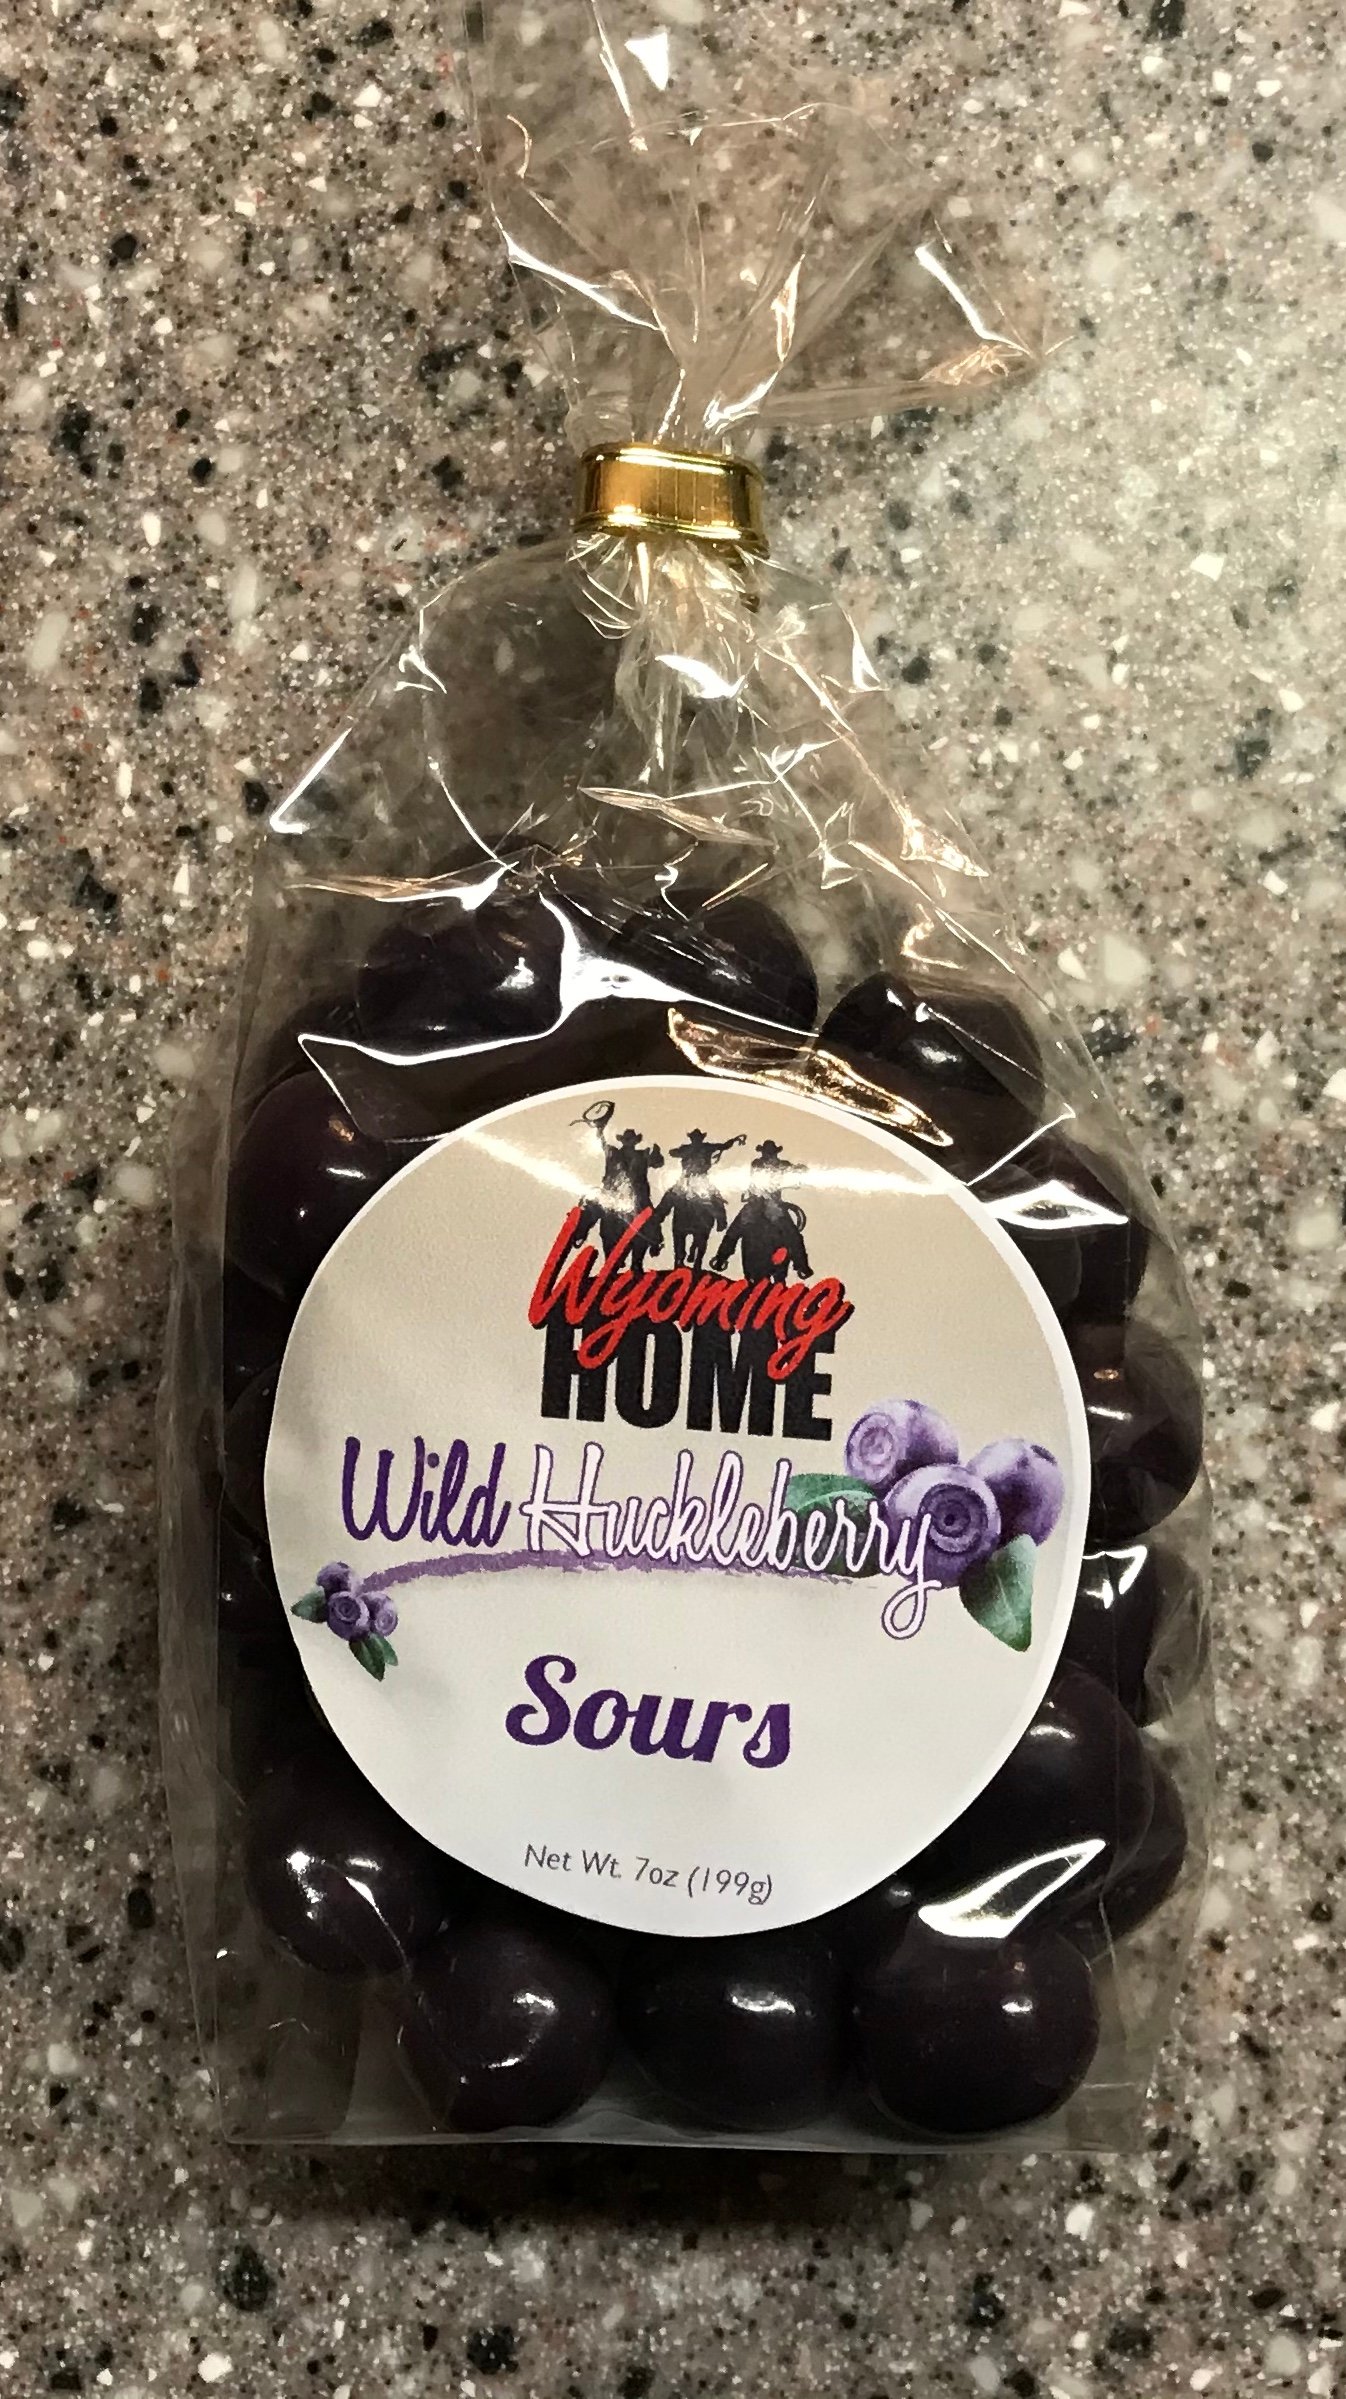 Wyoming
HOME
Wild Huckleberry
Sours
Net Wt. 7oz (199g)